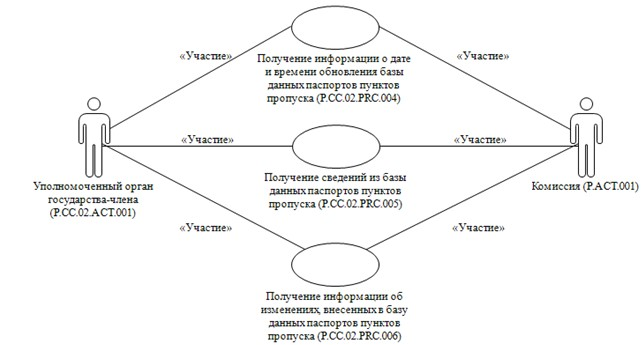 «Участие»
«Участие»
Получение информации о дате
и времени обновления базы
данных паспортов пунктов
пропуска (P.CC.02.PRC.004)
«Участие»
«Участие»
Получение сведений из базы
данных паспортов пунктов
пропуска (P.CC.02.PRC.005)
Уполномоченный орган
государства-члена
(P.CC.02.ACT.001)
Комиссия (P.ACT.001)
«Участие»
«Участие»
Получение информации об
изменениях, внесенных в базу
данных паспортов пунктов
пропуска (P.CC.02.PRC.006)